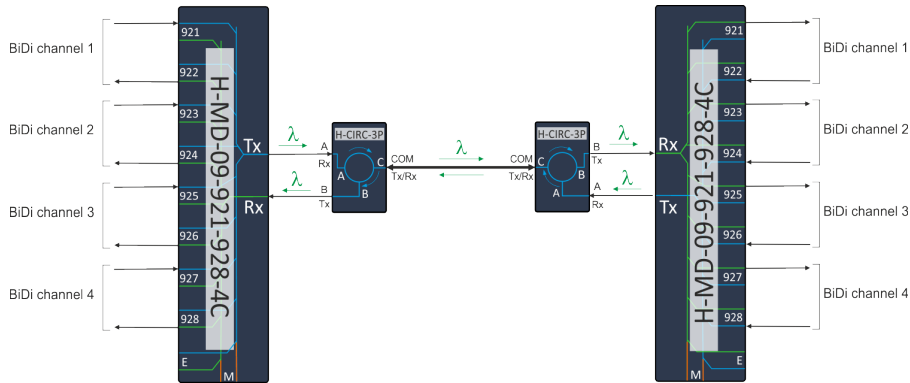 BiDi channel 1
BiDi channel 2
BiDi channel 3
BiDi channel 4
921
922
923
924
925
926
927
928
E
M
H-MD-09-921-928-4C
Tx
Rx
λ
λ
A
Rx
B
Tx
H-CIRC-3P
A
C
B
COM
Tx/Rx
λ
COM
Tx/Rx
H-CIRC-3P
C
B
A
B
Tx
A
Rx
λ
λ
Rx
Tx
H-MD-09-921-928-4C
921
922
923
924
925
926
927
928
E
M
BiDi channel 1
BiDi channel 2
BiDi channel 3
BiDi channel 4